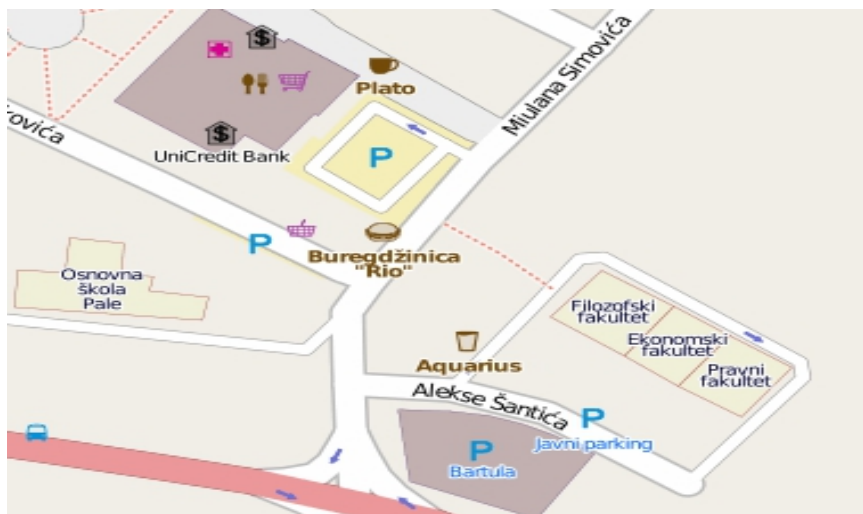 Plato
Miulana Simovića
UniCredit Bank
P
P
Buregdžinica
"Rio"
Osnovna
škola
Pale
Filozofski
fakultet
Ekonomski
fakultet
Pravni
fakultet
Aquarius
Alekse Šantića
P
Javni parking
P
Bartula